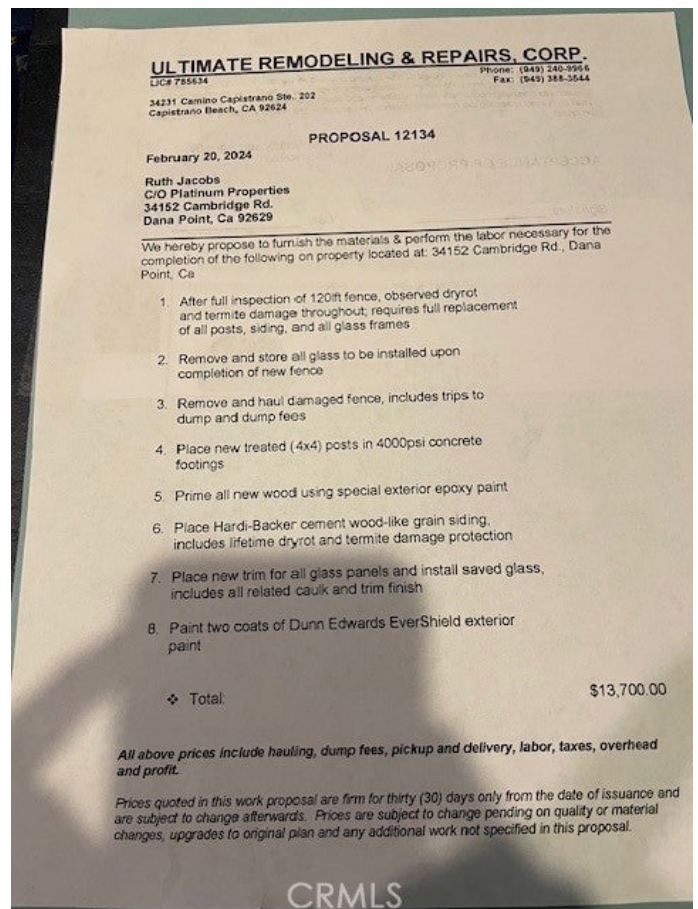 ULTIMATE REMODELING & REPAIRS, CORP.
LIC# 785634
Phone: (949) 240-9966
Fax: (949) 388-3544
34231 Camino Capistrano Ste. 202
Capistrano Beach, CA 92624
PROPOSAL 12134
February 20, 2024
Ruth Jacobs
C/O Platinum Properties
34152 Cambridge Rd.
Dana Point, Ca 92629
We hereby propose to furnish the materials & perform the labor necessary for the
completion of the following on property located at: 34152 Cambridge Rd., Dana
Point, Ca
1. After full inspection of 120lft fence, observed dryrot
and termite damage throughout; requires full replacement
of all posts, siding, and all glass frames
2. Remove and store all glass to be installed upon
completion of new fence
3. Remove and haul damaged fence, includes trips to
dump and dump fees
4. Place new treated (4x4) posts in 4000psi concrete
footings
5. Prime all new wood using special exterior epoxy paint
6. Place Hardi-Backer cement wood-like grain siding,
includes lifetime dryrot and termite damage protection
7. Place new trim for all glass panels and install saved glass,
includes all related caulk and trim finish
8. Paint two coats of Dunn Edwards EverShield exterior
paint
❖ Total: $13,700.00
All above prices include hauling, dump fees, pickup and delivery, labor, taxes, overhead
and profit.
Prices quoted in this work proposal are firm for thirty (30) days only from the date of issuance and
are subject to change afterwards. Prices are subject to change pending on quality or material
changes, upgrades to original plan and any additional work not specified in this proposal.
CRMLS